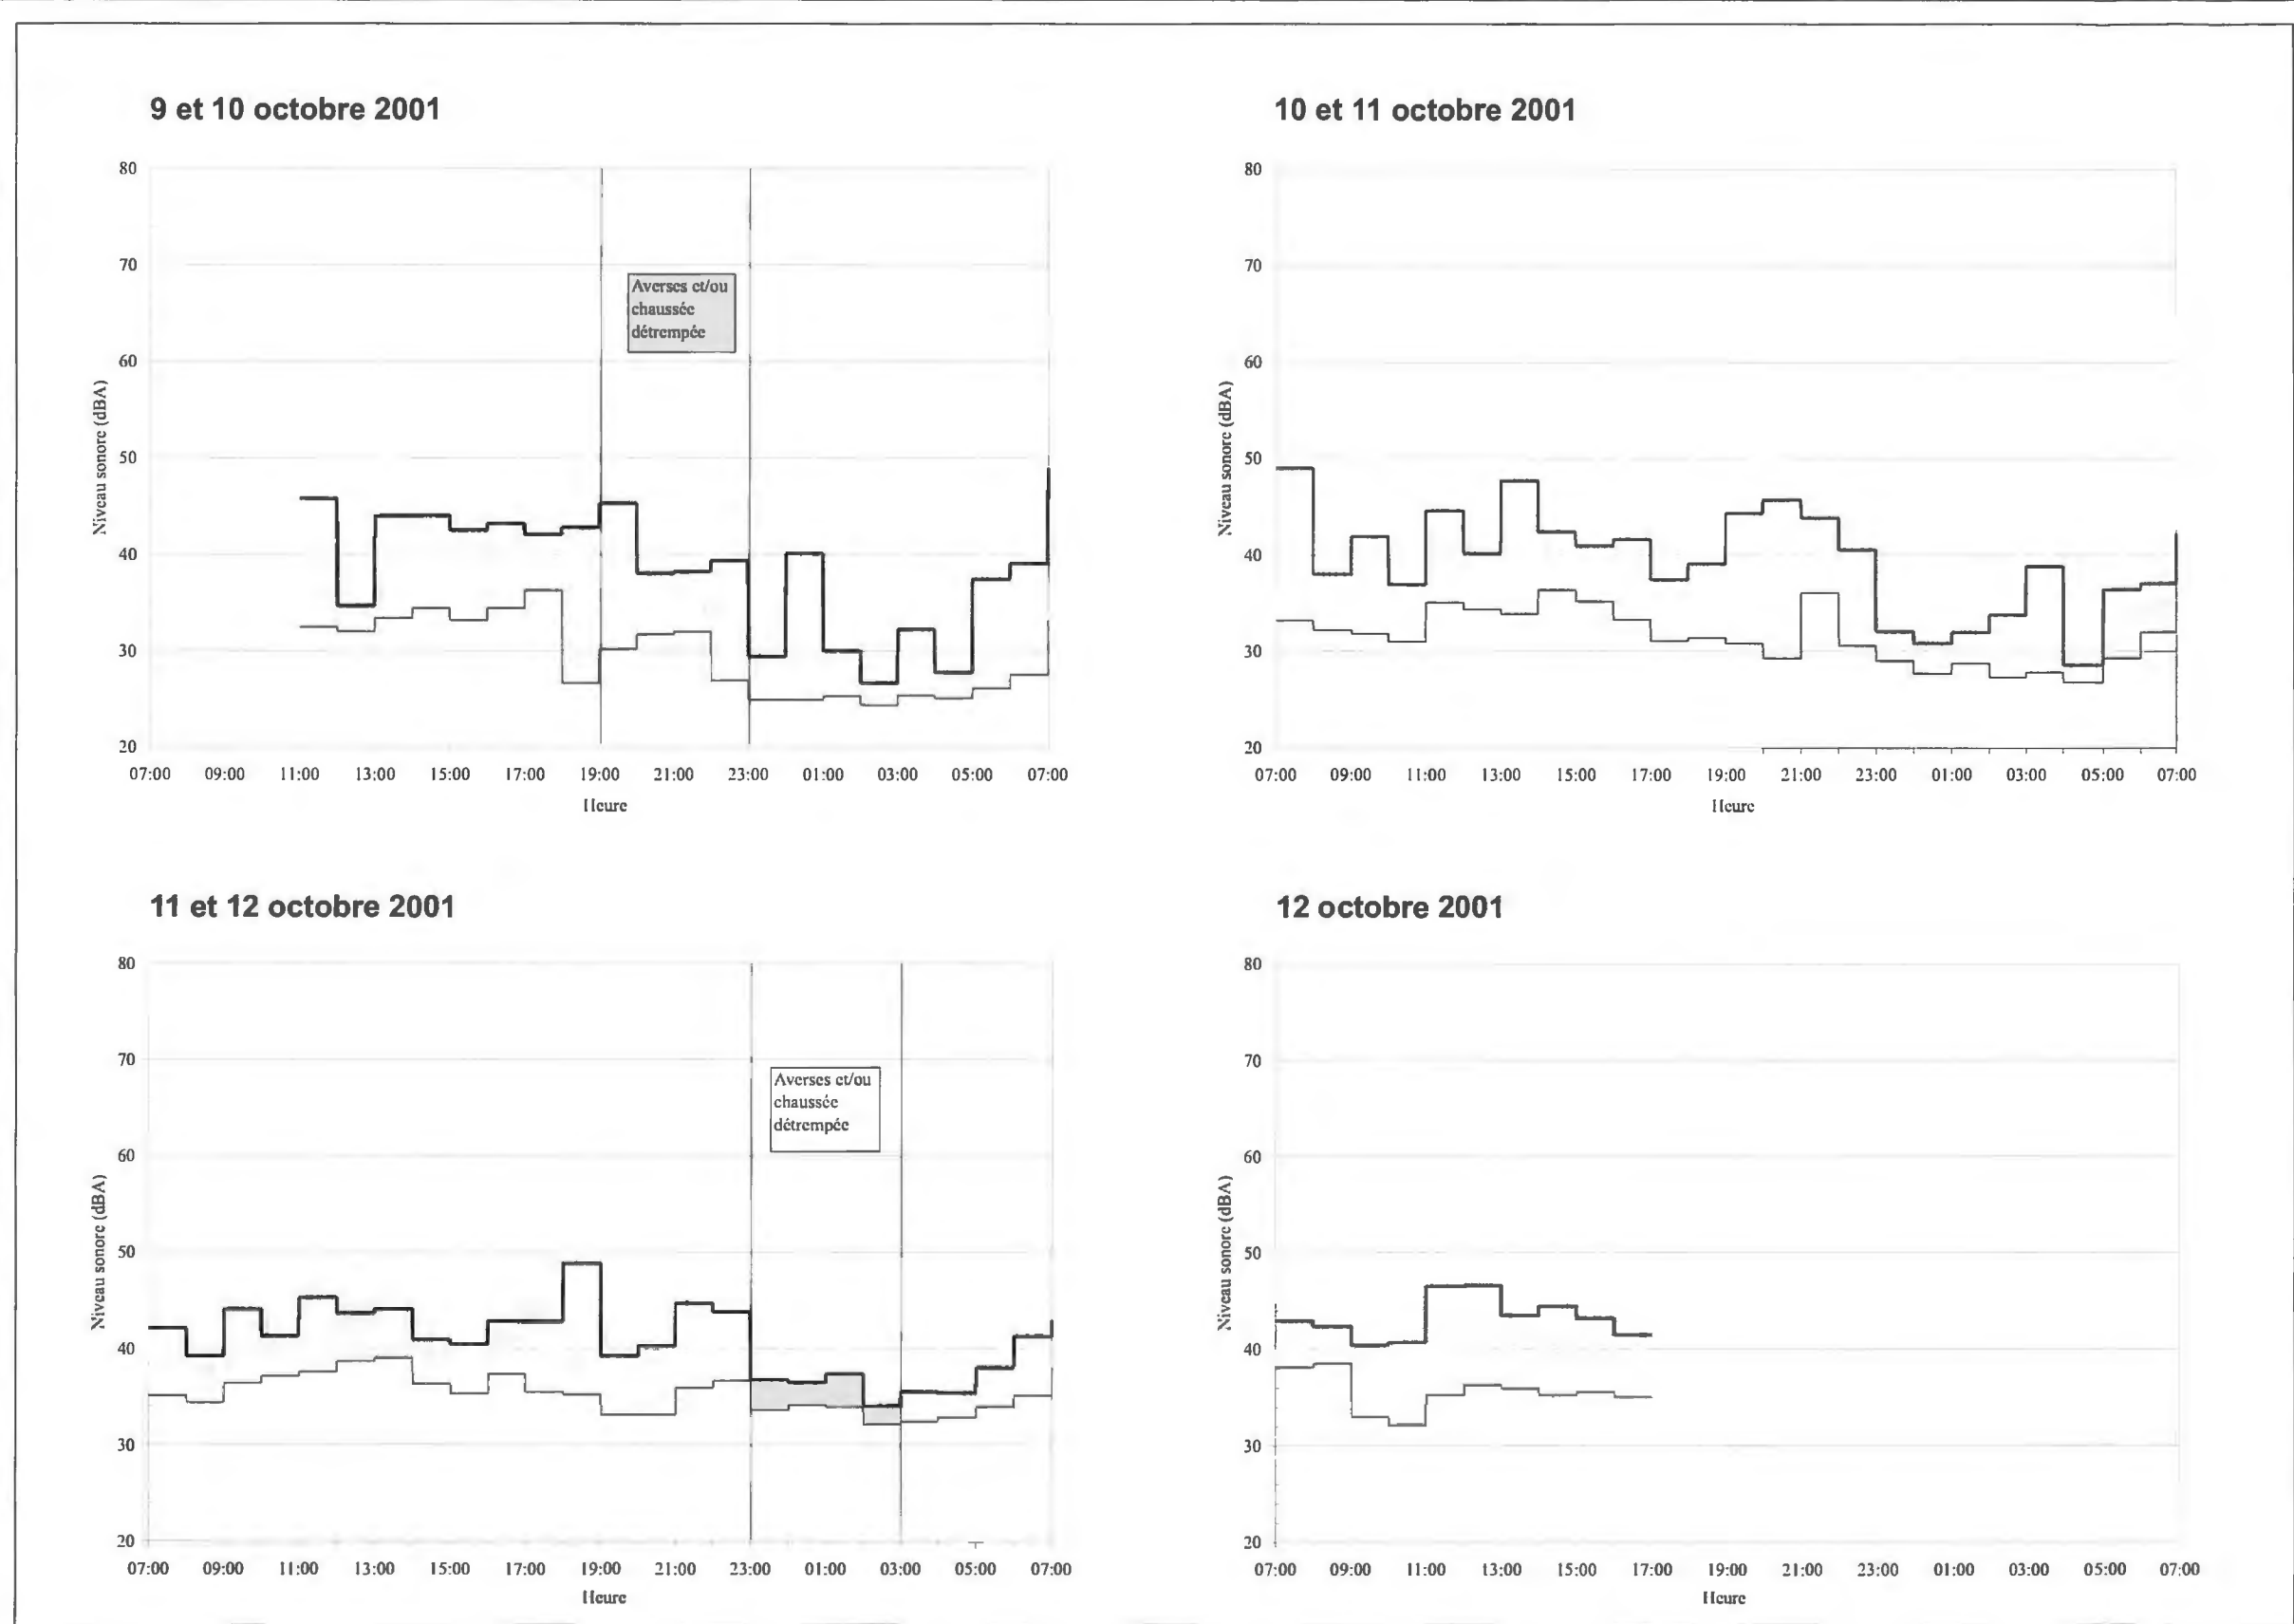 9 et 10 octobre 2001
80
70
60
50
40
30
20
Niveau sonore (dBA)
Averses et/ou
chaussée
détrempée
07:00 09:00 11:00 13:00 15:00 17:00 19:00 21:00 23:00 01:00 03:00 05:00 07:00
Heure
10 et 11 octobre 2001
80
70
60
50
40
30
20
Niveau sonore (dBA)
07:00 09:00 11:00 13:00 15:00 17:00 19:00 21:00 23:00 01:00 03:00 05:00 07:00
Heure
11 et 12 octobre 2001
80
70
60
50
40
30
20
Niveau sonore (dBA)
Averses et/ou
chaussée
détrempée
07:00 09:00 11:00 13:00 15:00 17:00 19:00 21:00 23:00 01:00 03:00 05:00 07:00
Heure
12 octobre 2001
80
70
60
50
40
30
20
Niveau sonore (dBA)
07:00 09:00 11:00 13:00 15:00 17:00 19:00 21:00 23:00 01:00 03:00 05:00 07:00
Heure